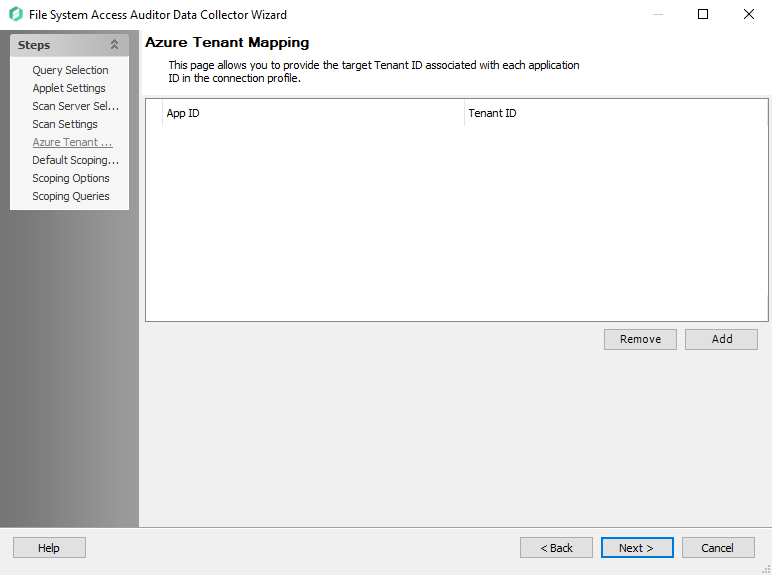 File System Access Auditor Data Collector Wizard
Steps
Query Selection
Applet Settings
Scan Server Sel...
Scan Settings
Azure Tenant ...
Default Scoping...
Scoping Options
Scoping Queries
Azure Tenant Mapping
This page allows you to provide the target Tenant ID associated with each application
ID in the connection profile.
App ID
Tenant ID
Remove
Add
Help
< Back
Next >
Cancel